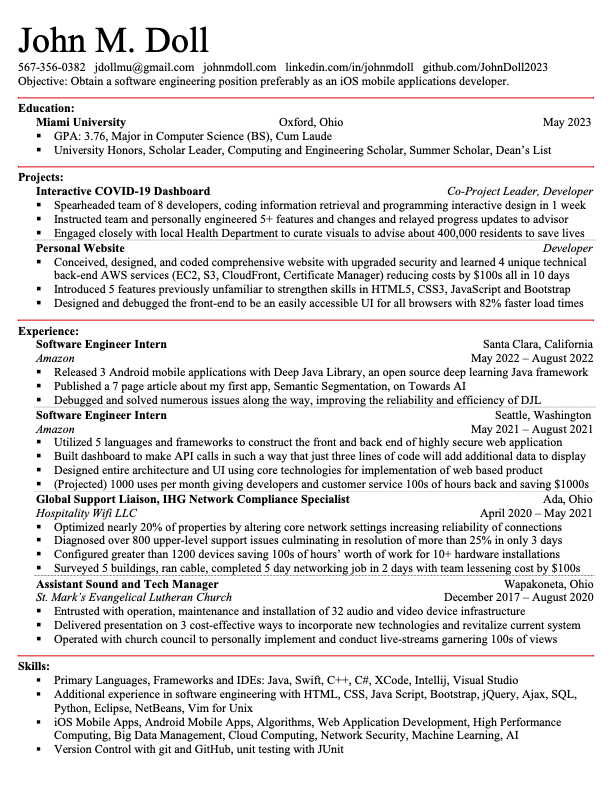 John M. Doll
567-356-0382 jdollmu@gmail.com johnmdoll.com linkedin.com/in/johnmdoll github.com/JohnDoll2023
Objective: Obtain a software engineering position preferably as an iOS mobile applications developer.
Education:
Miami University Oxford, Ohio May 2023
▪ GPA: 3.76, Major in Computer Science (BS), Cum Laude
▪ University Honors, Scholar Leader, Computing and Engineering Scholar, Summer Scholar, Dean's List
Projects:
Interactive COVID-19 Dashboard Co-Project Leader, Developer
▪ Spearheaded team of 8 developers, coding information retrieval and programming interactive design in 1 week
▪ Instructed team and personally engineered 5+ features and changes and relayed progress updates to advisor
▪ Engaged closely with local Health Department to curate visuals to advise about 400,000 residents to save lives
Personal Website Developer
▪ Conceived, designed, and coded comprehensive website with upgraded security and learned 4 unique technical
back-end AWS services (EC2, S3, CloudFront, Certificate Manager) reducing costs by $100s all in 10 days
▪ Introduced 5 features previously unfamiliar to strengthen skills in HTML5, CSS3, JavaScript and Bootstrap
▪ Designed and debugged the front-end to be an easily accessible UI for all browsers with 82% faster load times
Experience:
Software Engineer Intern Santa Clara, California
Amazon May 2022 – August 2022
▪ Released 3 Android mobile applications with Deep Java Library, an open source deep learning Java framework
▪ Published a 7 page article about my first app, Semantic Segmentation, on Towards AI
▪ Debugged and solved numerous issues along the way, improving the reliability and efficiency of DJL
Software Engineer Intern Seattle, Washington
Amazon May 2021 – August 2021
▪ Utilized 5 languages and frameworks to construct the front and back end of highly secure web application
▪ Built dashboard to make API calls in such a way that just three lines of code will add additional data to display
▪ Designed entire architecture and UI using core technologies for implementation of web based product
▪ (Projected) 1000 uses per month giving developers and customer service 100s of hours back and saving $1000s
Global Support Liaison, IHG Network Compliance Specialist Ada, Ohio
Hospitality Wifi LLC April 2020 – May 2021
▪ Optimized nearly 20% of properties by altering core network settings increasing reliability of connections
▪ Diagnosed over 800 upper-level support issues culminating in resolution of more than 25% in only 3 days
▪ Configured greater than 1200 devices saving 100s of hours' worth of work for 10+ hardware installations
▪ Surveyed 5 buildings, ran cable, completed 5 day networking job in 2 days with team lessening cost by $100s
Assistant Sound and Tech Manager Wapakoneta, Ohio
St. Mark's Evangelical Lutheran Church December 2017 – August 2020
▪ Entrusted with operation, maintenance and installation of 32 audio and video device infrastructure
▪ Delivered presentation on 3 cost-effective ways to incorporate new technologies and revitalize current system
▪ Operated with church council to personally implement and conduct live-streams garnering 100s of views
Skills:
▪ Primary Languages, Frameworks and IDEs: Java, Swift, C++, C#, XCode, Intellij, Visual Studio
▪ Additional experience in software engineering with HTML, CSS, Java Script, Bootstrap, jQuery, Ajax, SQL,
Python, Eclipse, NetBeans, Vim for Unix
▪ iOS Mobile Apps, Android Mobile Apps, Algorithms, Web Application Development, High Performance
Computing, Big Data Management, Cloud Computing, Network Security, Machine Learning, AI
▪ Version Control with git and GitHub, unit testing with JUnit